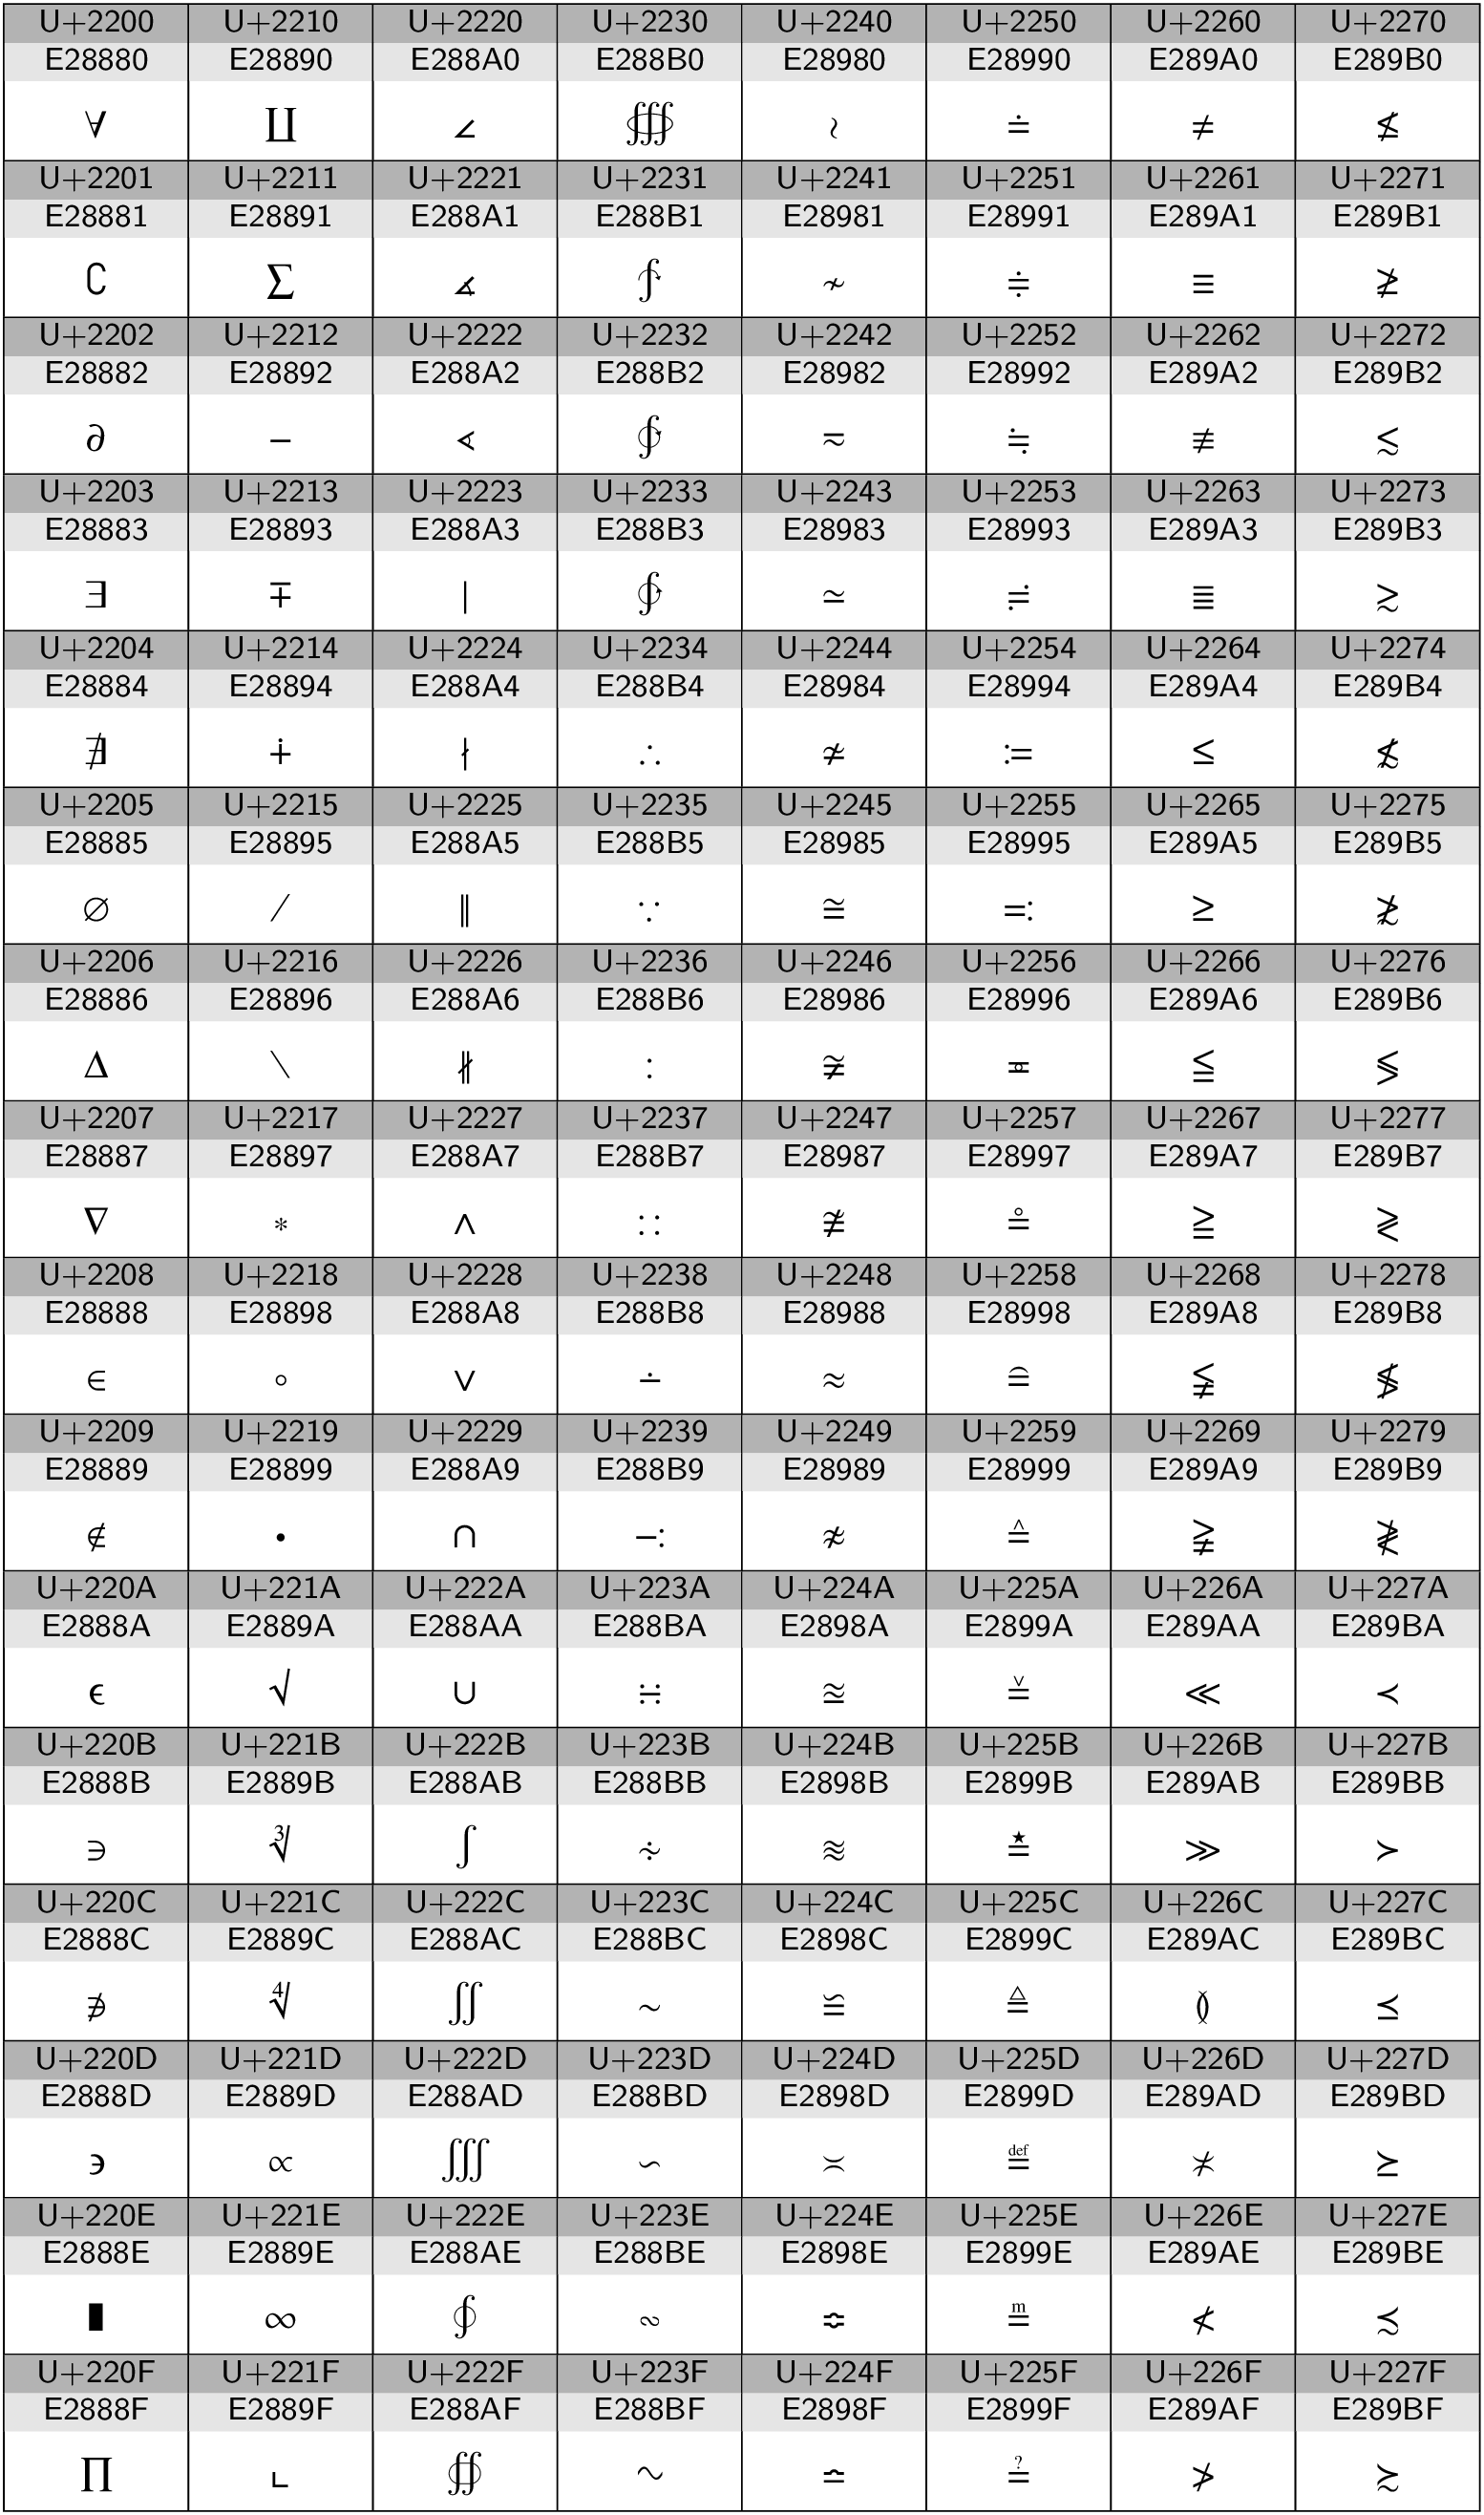 U+2200 U+2210 U+2220 U+2230 U+2240 U+2250 U+2260 U+2270
E28880 E28890 E288A0 E288B0 E28980 E28990 E289A0 E289B0
∀ ∐ ∠ ∰ ≀ ≐ ≠ ≰
U+2201 U+2211 U+2221 U+2231 U+2241 U+2251 U+2261 U+2271
E28881 E28891 E288A1 E288B1 E28981 E28991 E289A1 E289B1
∁ ∑ ∡ ∱ ≁ ≑ ≡ ≱
U+2202 U+2212 U+2222 U+2232 U+2242 U+2252 U+2262 U+2272
E28882 E28892 E288A2 E288B2 E28982 E28992 E289A2 E289B2
∂ − ∢ ∲ ≂ ≒ ≢ ≲
U+2203 U+2213 U+2223 U+2233 U+2243 U+2253 U+2263 U+2273
E28883 E28893 E288A3 E288B3 E28983 E28993 E289A3 E289B3
∃ ∓ ∣ ∳ ≃ ≓ ≣ ≳
U+2204 U+2214 U+2224 U+2234 U+2244 U+2254 U+2264 U+2274
E28884 E28894 E288A4 E288B4 E28984 E28994 E289A4 E289B4
∄ ∔ ∤ ∴ ≄ ≔ ≤ ≴
U+2205 U+2215 U+2225 U+2235 U+2245 U+2255 U+2265 U+2275
E28885 E28895 E288A5 E288B5 E28985 E28995 E289A5 E289B5
∅ ∕ ∥ ∵ ≅ ≕ ≥ ≵
U+2206 U+2216 U+2226 U+2236 U+2246 U+2256 U+2266 U+2276
E28886 E28896 E288A6 E288B6 E28986 E28996 E289A6 E289B6
∆ ∖ ∦ ∶ ≆ ≖ ≦ ≶
U+2207 U+2217 U+2227 U+2237 U+2247 U+2257 U+2267 U+2277
E28887 E28897 E288A7 E288B7 E28987 E28997 E289A7 E289B7
∇ ∗ ∧ ∷ ≇ ≗ ≧ ≷
U+2208 U+2218 U+2228 U+2238 U+2248 U+2258 U+2268 U+2278
E28888 E28898 E288A8 E288B8 E28988 E28998 E289A8 E289B8
∈ ∘ ∨ ∸ ≈ ≘ ≨ ≸
U+2209 U+2219 U+2229 U+2239 U+2249 U+2259 U+2269 U+2279
E28889 E28899 E288A9 E288B9 E28989 E28999 E289A9 E289B9
∉ ∙ ∩ ∹ ≉ ≙ ≩ ≹
U+220A U+221A U+222A U+223A U+224A U+225A U+226A U+227A
E2888A E2889A E288AA E288BA E2898A E2899A E289AA E289BA
∊ √ ∪ ∺ ≊ ≚ ≪ ≺
U+220B U+221B U+222B U+223B U+224B U+225B U+226B U+227B
E2888B E2889B E288AB E288BB E2898B E2899B E289AB E289BB
∋ ∛ ∫ ∻ ≋ ≛ ≫ ≻
U+220C U+221C U+222C U+223C U+224C U+225C U+226C U+227C
E2888C E2889C E288AC E288BC E2898C E2899C E289AC E289BC
∌ ∜ ∬ ∼ ≌ ≜ ≬ ≼
U+220D U+221D U+222D U+223D U+224D U+225D U+226D U+227D
E2888D E2889D E288AD E288BD E2898D E2899D E289AD E289BD
∍ ∝ ∭ ∽ ≍ ≝ ≭ ≽
U+220E U+221E U+222E U+223E U+224E U+225E U+226E U+227E
E2888E E2889E E288AE E288BE E2898E E2899E E289AE E289BE
∎ ∞ ∮ ∾ ≎ ≞ ≮ ≾
U+220F U+221F U+222F U+223F U+224F U+225F U+226F U+227F
E2888F E2889F E288AF E288BF E2898F E2899F E289AF E289BF
∏ ∟ ∯ ∿ ≏ ≟ ≯ ≿